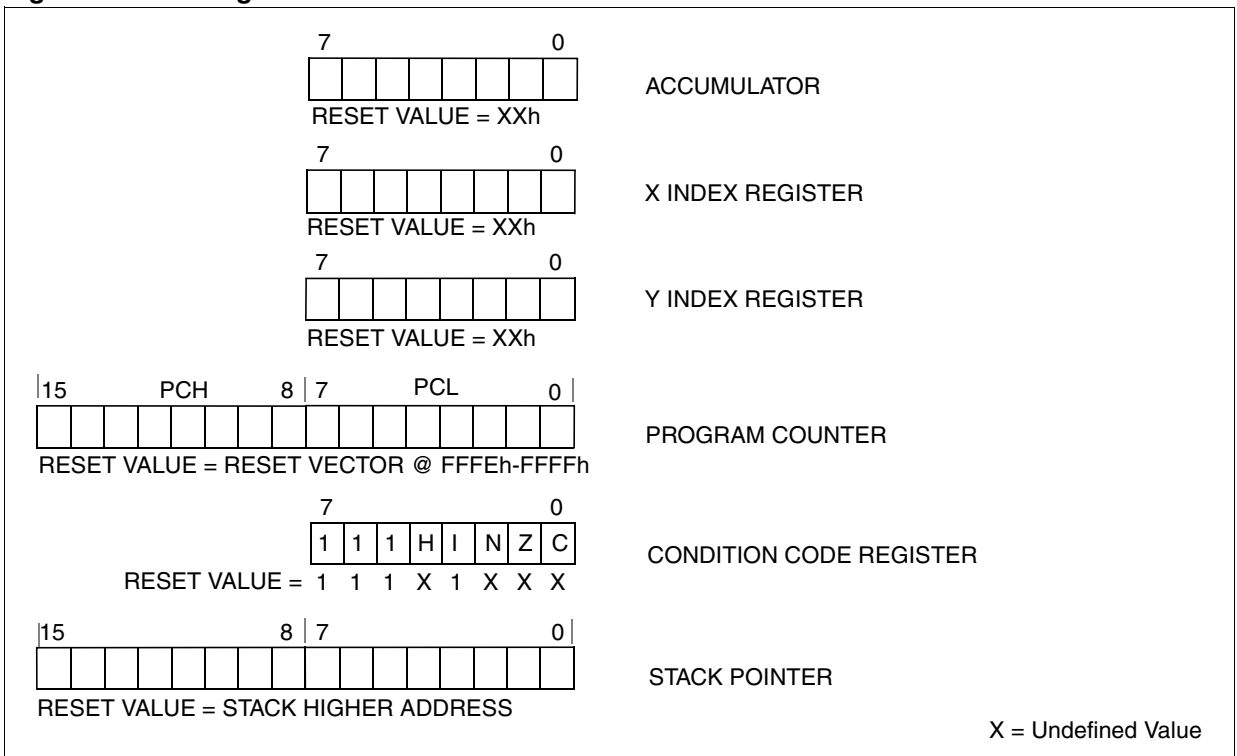 7 0
ACCUMULATOR
RESET VALUE = XXh
7 0
X INDEX REGISTER
RESET VALUE = XXh
7 0
Y INDEX REGISTER
RESET VALUE = XXh
15 PCH 8 7 PCL 0
PROGRAM COUNTER
RESET VALUE = RESET VECTOR @ FFFEh-FFFFh
7 0
1 1 1 H I N Z C
CONDITION CODE REGISTER
RESET VALUE = 1 1 1 X 1 X X X
15 8 7 0
STACK POINTER
RESET VALUE = STACK HIGHER ADDRESS
X = Undefined Value